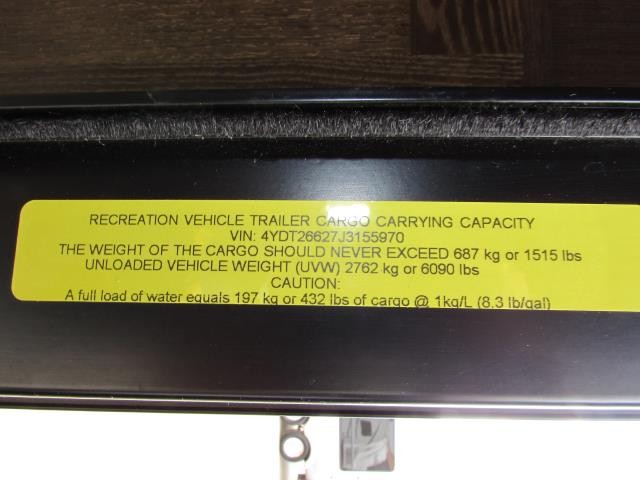 RECREATION VEHICLE TRAILER CARGO CARRYING CAPACITY
VIN: 4YDT26627J3155970
THE WEIGHT OF THE CARGO SHOULD NEVER EXCEED 687 kg or 1515 lbs
UNLOADED VEHICLE WEIGHT (UVW) 2762 kg or 6090 lbs
CAUTION:
A full load of water equals 197 kg or 432 lbs of cargo @ 1kg/L (8.3 lb/gal)